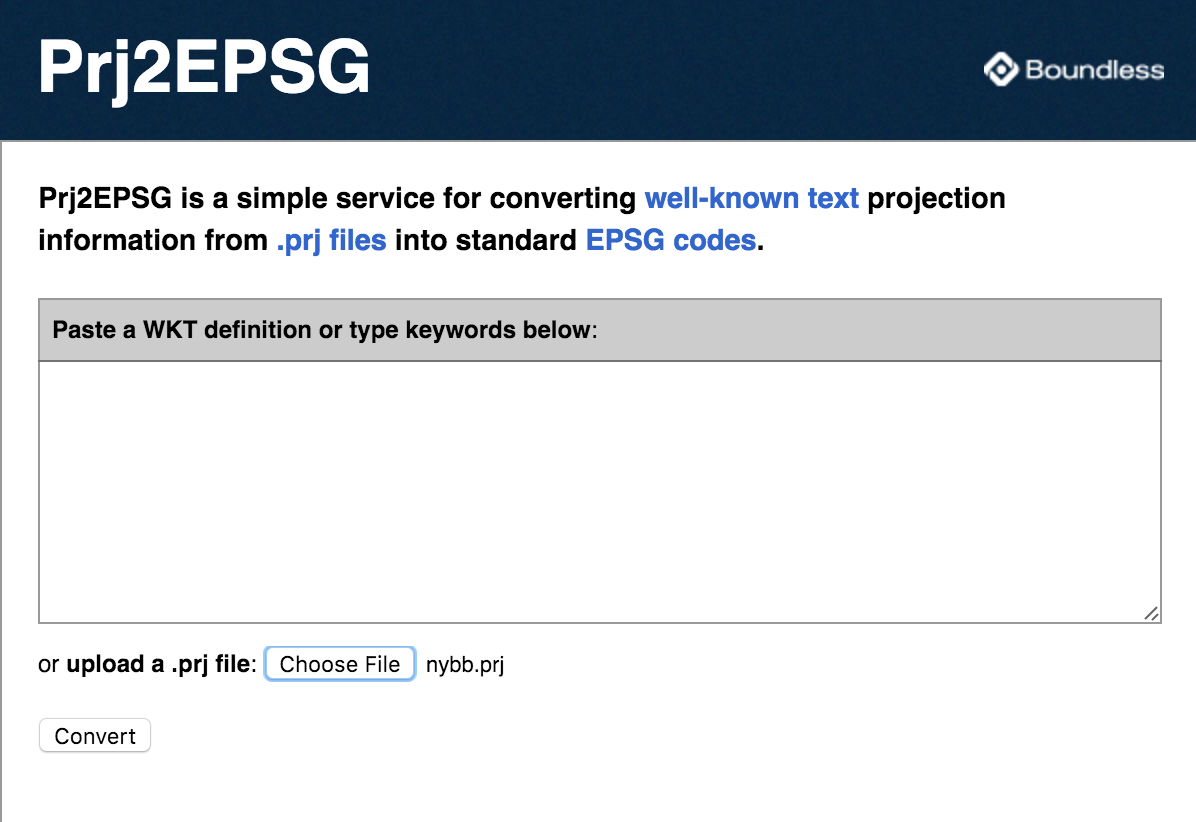 Prj2EPSG
Boundless
Prj2EPSG is a simple service for converting well-known text projection
information from .prj files into standard EPSG codes.
Paste a WKT definition or type keywords below:
or upload a .prj file: Choose File nybb.prj
Convert